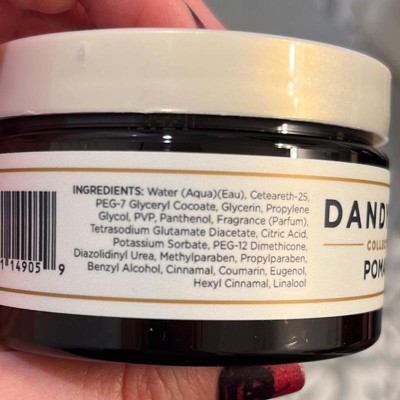 INGREDIENTS: Water (Aqua)(Eau), Ceteareth-25,
PEG-7 Glyceryl Cocoate, Glycerin, Propylene
Glycol, PVP, Panthenol, Fragrance (Parfum),
Tetrasodium Glutamate Diacetate, Citric Acid,
Potassium Sorbate, PEG-12 Dimethicone,
Diazolidinyl Urea, Methylparaben, Propylparaben,
Benzyl Alcohol, Cinnamal, Coumarin, Eugenol,
Hexyl Cinnamal, Linalool
1 14905 9
DAND
COLLEC
POMA